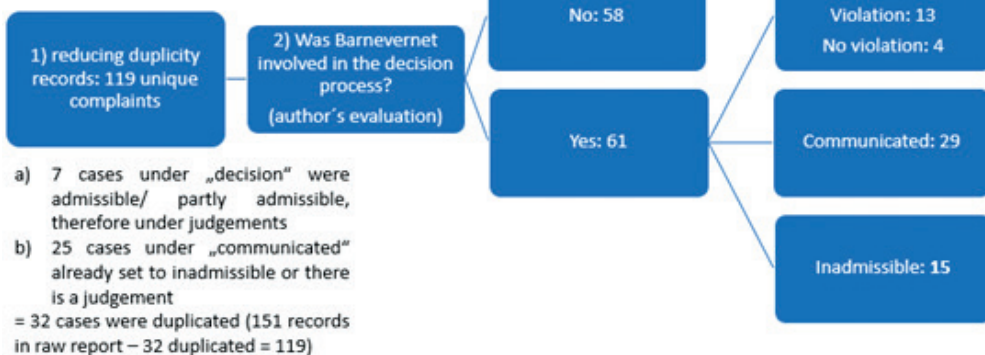 1) reducing duplicity
records: 119 unique
complaints
2) Was Barnevernet
involved in the decision
process?
(author´s evaluation)
No: 58
Yes: 61
Violation: 13
No violation: 4
Communicated: 29
Inadmissible: 15
a) 7 cases under „decision“ were
admissible/ partly admissible,
therefore under judgements
b) 25 cases under „communicated“
already set to inadmissible or there
is a judgement
= 32 cases were duplicated (151 records
in raw report – 32 duplicated = 119)